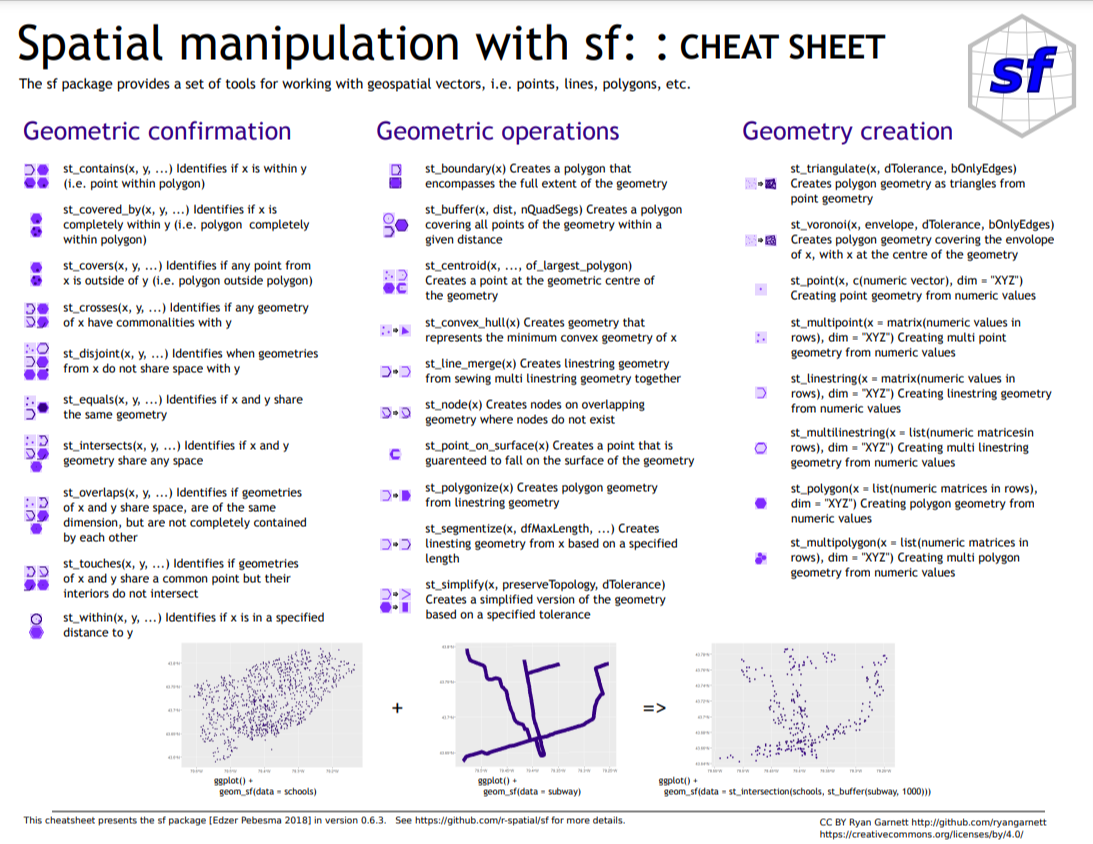 Spatial manipulation with sf: : CHEAT SHEET
sf
The sf package provides a set of tools for working with geospatial vectors, i.e. points, lines, polygons, etc.
Geometric confirmation
st_contains(x, y, ...) Identifies if x is within y
(i.e. point within polygon)
st_covered_by(x, y, ...) Identifies if x is
completely within y (i.e. polygon completely
within polygon)
st_covers(x, y, ...) Identifies if any point from
x is outside of y (i.e. polygon outside polygon)
st_crosses(x, y, ...) Identifies if any geometry
of x have commonalities with y
st_disjoint(x, y, ...) Identifies when geometries
from x do not share space with y
st_equals(x, y, ...) Identifies if x and y share
the same geometry
st_intersects(x, y, ...) Identifies if x and y
geometry share any space
st_overlaps(x, y, ...) Identifies if geometries
of x and y share space, are of the same
dimension, but are not completely contained
by each other
st_touches(x, y, ...) Identifies if geometries
of x and y share a common point but their
interiors do not intersect
st_within(x, y, ...) Identifies if x is in a specified
distance to y
Geometric operations
st_boundary(x) Creates a polygon that
encompasses the full extent of the geometry
st_buffer(x, dist, nQuadSegs) Creates a polygon
covering all points of the geometry within a
given distance
st_centroid(x, ..., of_largest_polygon)
Creates a point at the geometric centre of
the geometry
st_convex_hull(x) Creates geometry that
represents the minimum convex geometry of x
st_line_merge(x) Creates linestring geometry
from sewing multi linestring geometry together
st_node(x) Creates nodes on overlapping
geometry where nodes do not exist
st_point_on_surface(x) Creates a point that is
guarenteed to fall on the surface of the geometry
st_polygonize(x) Creates polygon geometry
from linestring geometry
st_segmentize(x, dfMaxLength, ...) Creates
linesting geometry from x based on a specified
length
st_simplify(x, preserveTopology, dTolerance)
Creates a simplified version of the geometry
based on a specified tolerance
Geometry creation
st_triangulate(x, dTolerance, bOnlyEdges)
Creates polygon geometry as triangles from
point geometry
st_voronoi(x, envelope, dTolerance, bOnlyEdges)
Creates polygon geometry covering the envolope
of x, with x at the centre of the geometry
st_point(x, c(numeric vector), dim = "XYZ")
Creating point geometry from numeric values
st_multipoint(x = matrix(numeric values in
rows), dim = "XYZ") Creating multi point
geometry from numeric values
st_linestring(x = matrix(numeric values in
rows), dim = "XYZ") Creating linestring geometry
from numeric values
st_multilinestring(x = list(numeric matricesin
rows), dim = "XYZ") Creating multi linestring
geometry from numeric values
st_polygon(x = list(numeric matrices in rows),
dim = "XYZ") Creating polygon geometry from
numeric values
st_multipolygon(x = list(numeric matrices in
rows), dim = "XYZ") Creating multi polygon
geometry from numeric values
+
=>
ggplot() +
geom_sf(data = schools)
ggplot() +
geom_sf(data = subway)
ggplot() +
geom_sf(data = st_intersection(schools, st_buffer(subway, 1000)))
This cheatsheet presents the sf package [Edzer Pebesma 2018] in version 0.6.3. See https://github.com/r-spatial/sf for more details.
CC BY Ryan Garnett http://github.com/ryangarnett
https://creativecommons.org/licenses/by/4.0/